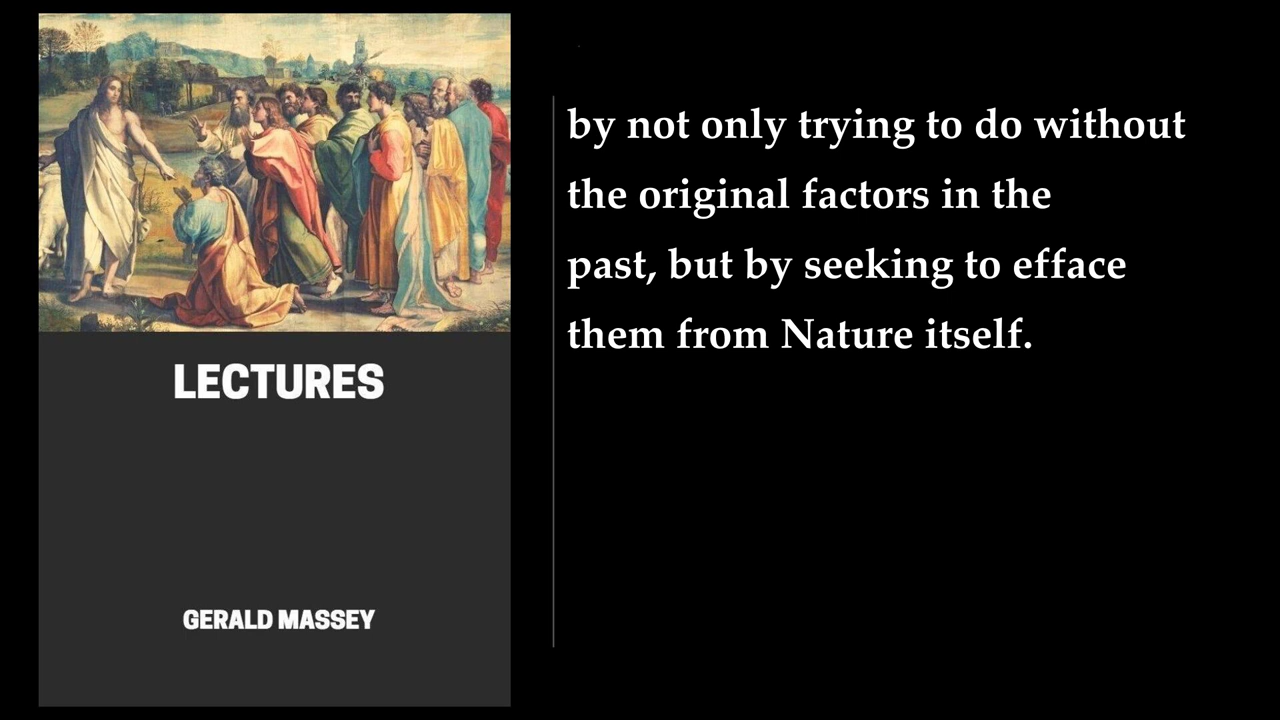 LECTURES
GERALD MASSEY
by not only trying to do without
the original factors in the
past, but by seeking to efface
them from Nature itself.